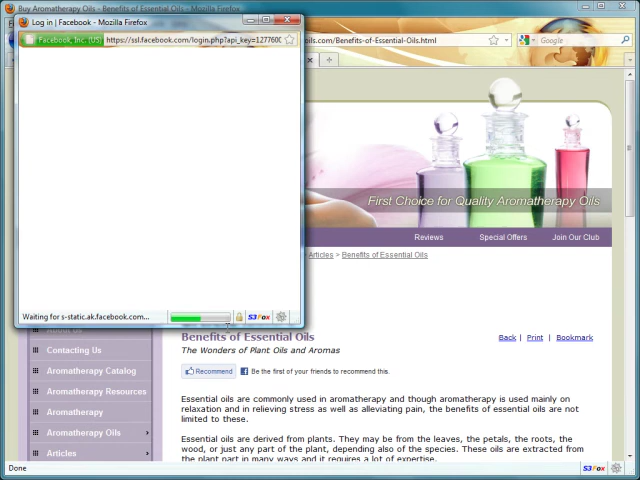 Buy Aromatherapy Oils - Benefits of Essential Oils - Mozilla Firefox
Log in | Facebook - Mozilla Firefox
Facebook, Inc. (US) https://ssl.facebook.com/login.php?api_key=127760
oils.com/Benefits-of-Essential-Oils.html
Google
First Choice for Quality Aromatherapy Oils
Reviews Special Offers Join Our Club
Articles > Benefits of Essential Oils
Waiting for s-static.ak.facebook.com...
S3Fox
About Us
Contacting Us
Aromatherapy Catalog
Aromatherapy Resources
Aromatherapy
Aromatherapy Oils
Articles
Benefits of Essential Oils
Back | Print | Bookmark
The Wonders of Plant Oils and Aromas
Recommend Be the first of your friends to recommend this.
Essential oils are commonly used in aromatherapy and though aromatherapy is used mainly on
relaxation and in relieving stress as well as alleviating pain, the benefits of essential oils are not
limited to these.
Essential oils are derived from plants. They may be from the leaves, the petals, the roots, the
wood, or just any part of the plant, depending also of the species. These oils are extracted from
the plant part in many ways and it requires a lot of expertise.
Done
S3Fox